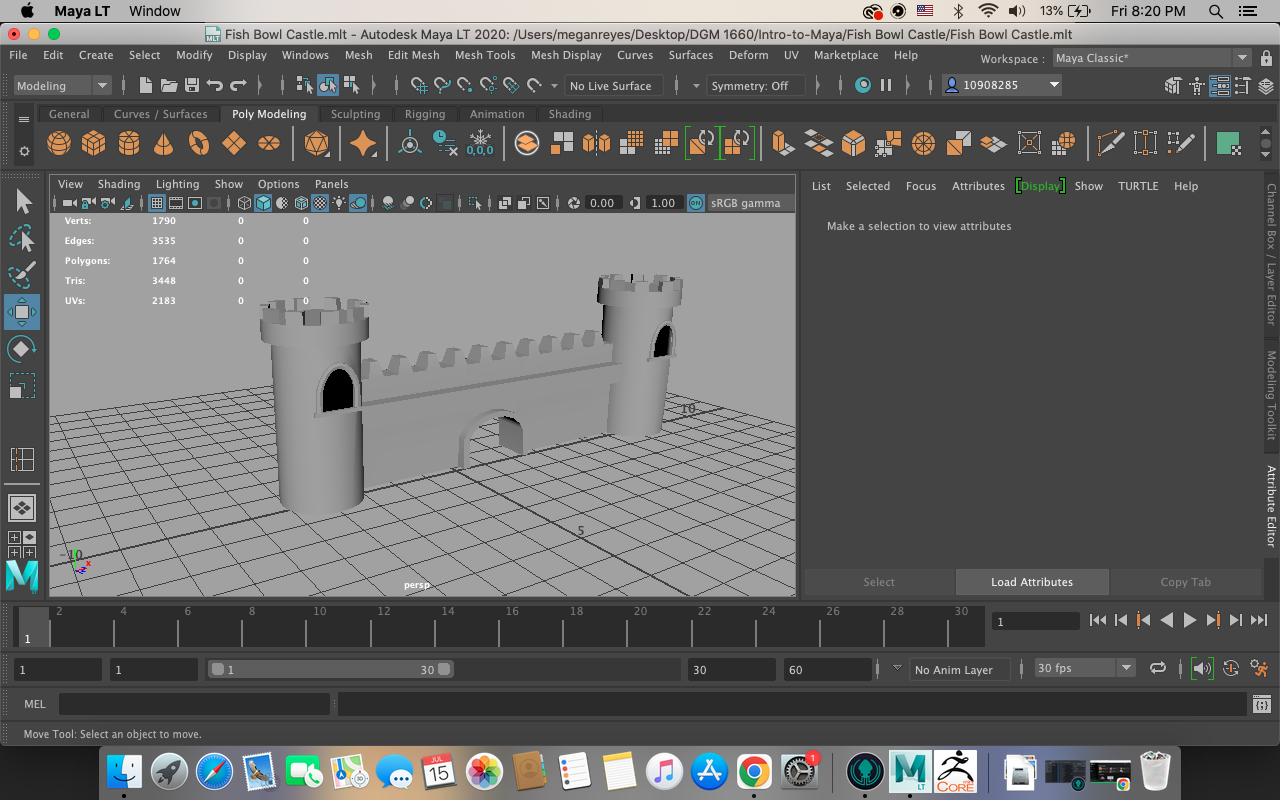 Maya LT Window 13% Fri 8:20 PM
Fish Bowl Castle.mlt - Autodesk Maya LT 2020: /Users/meganreyes/Desktop/DGM 1660/Intro-to-Maya/Fish Bowl Castle/Fish Bowl Castle.mlt
File Edit Create Select Modify Display Windows Mesh Edit Mesh Mesh Tools Mesh Display Curves Surfaces Deform UV Marketplace Help Workspace : Maya Classic*
Modeling No Live Surface Symmetry: Off 10908285
General Curves / Surfaces Poly Modeling Sculpting Rigging Animation Shading
0,0,0
View Shading Lighting Show Options Panels
0.00 1.00 ON sRGB gamma
Verts: 1790 0 0
Edges: 3535 0 0
Polygons: 1764 0 0
Tris: 3448 0 0
UVs: 2183 0 0
10
5
-10
x
persp
List Selected Focus Attributes [Display] Show TURTLE Help
Make a selection to view attributes
Channel Box / Layer Editor
Modeling Toolkit
Attribute Editor
Select Load Attributes Copy Tab
2 4 6 8 10 12 14 16 18 20 22 24 26 28 30
1 1
1 1 1 30 30 60 No Anim Layer 30 fps
MEL
Move Tool: Select an object to move.
JUL
15
1
LT
CORE